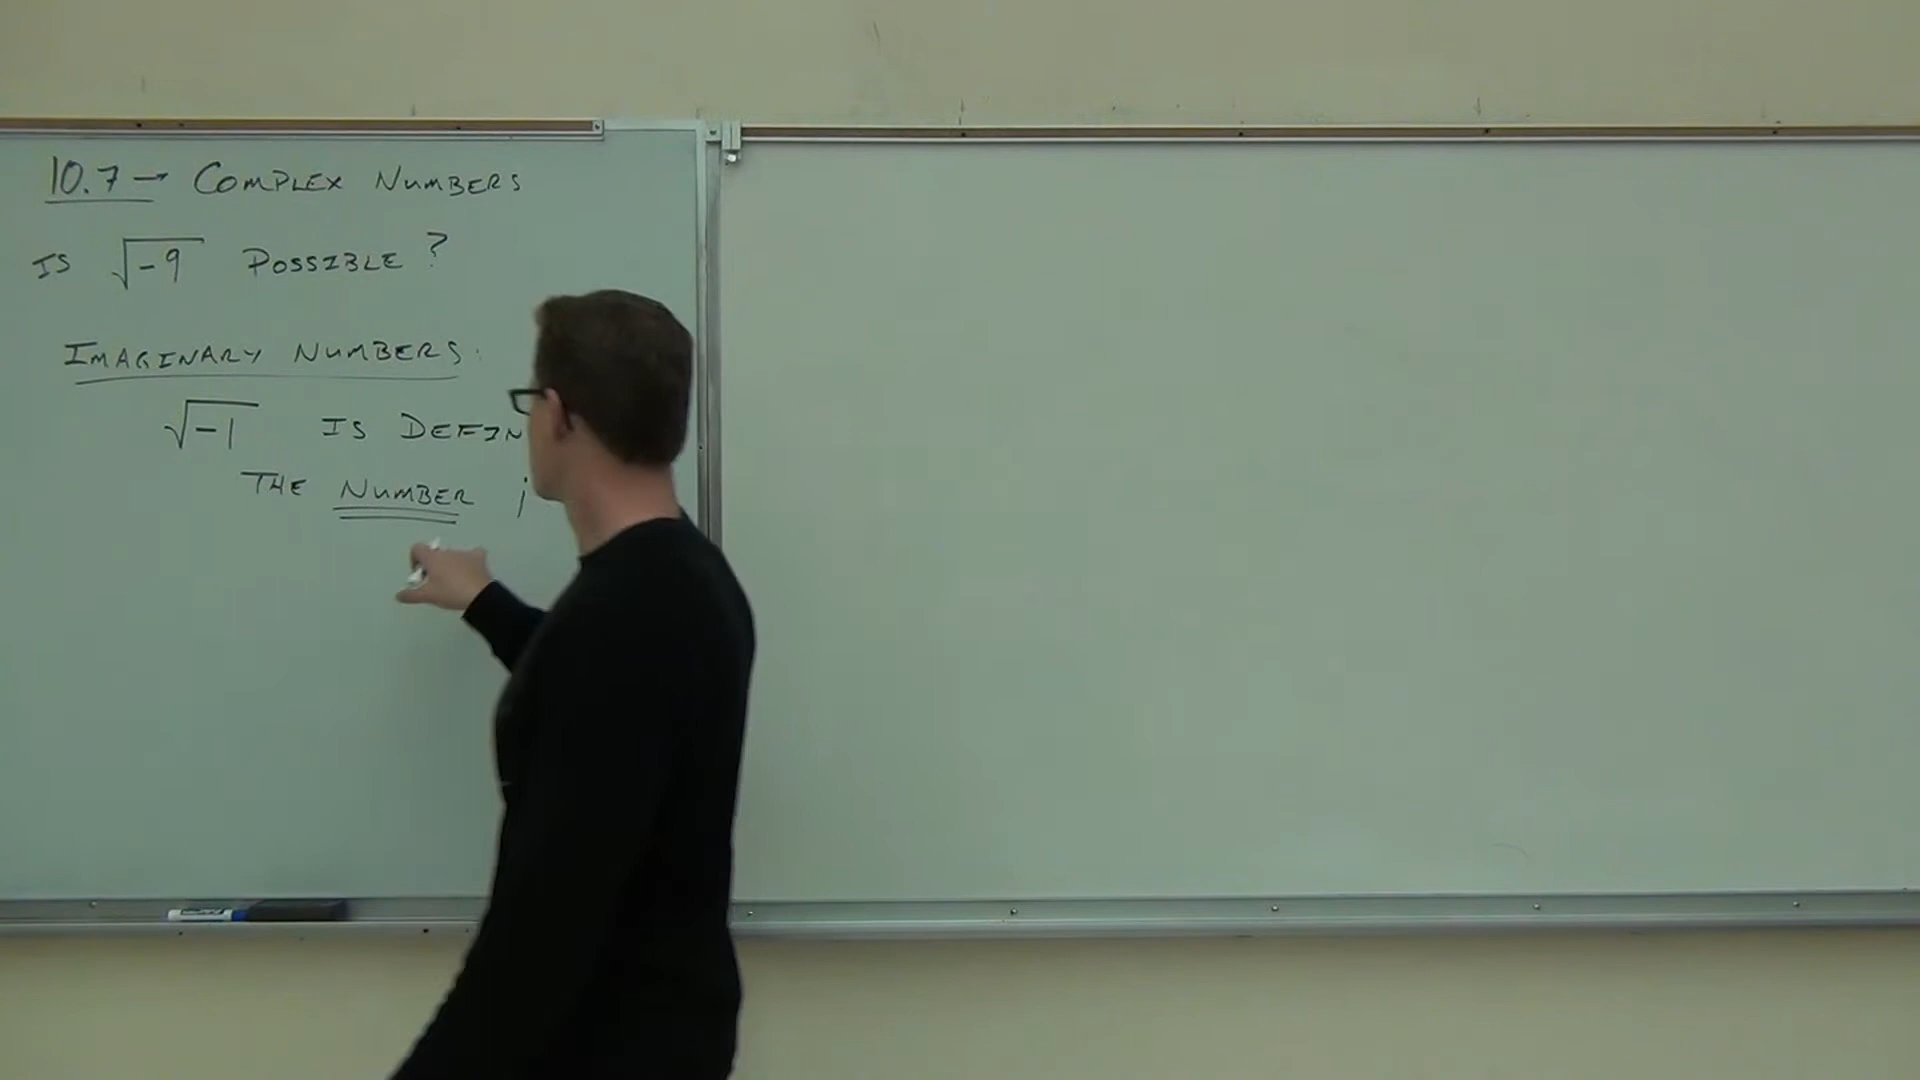 10.7 → COMPLEX NUMBERS
IS √-9 POSSIBLE?
IMAGINARY NUMBERS:
√-1 IS DEFIN
THE NUMBER i